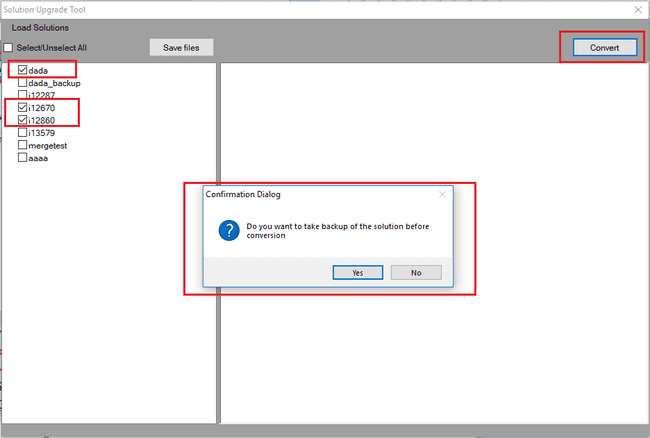 Solution Upgrade Tool
Load Solutions
Select/Unselect All
Save files
Convert
dada
dada_backup
i12287
i12670
i12860
i13579
mergetest
aaaa
Confirmation Dialog
Do you want to take backup of the solution before
conversion
Yes
No